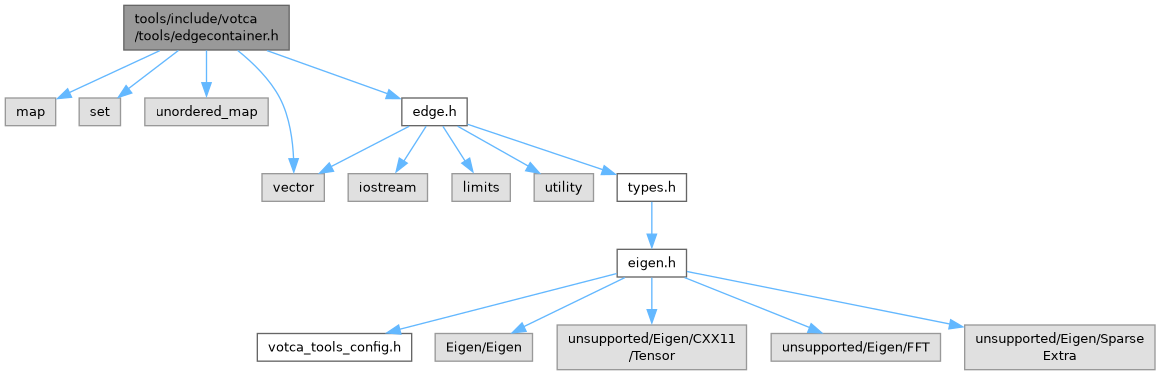 tools/include/votca
/tools/edgecontainer.h
map
set
unordered_map
edge.h
vector
iostream
limits
utility
types.h
eigen.h
votca_tools_config.h
Eigen/Eigen
unsupported/Eigen/CXX11
/Tensor
unsupported/Eigen/FFT
unsupported/Eigen/Sparse
Extra